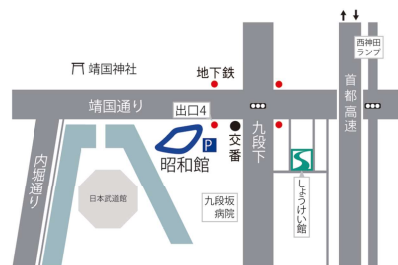 西神田
ランプ
靖国神社
地下鉄
靖国通り
出口4
首都高速
内堀通り
P
交番
九段下
昭和館
日本武道館
九段坂
病院
しょうけい館